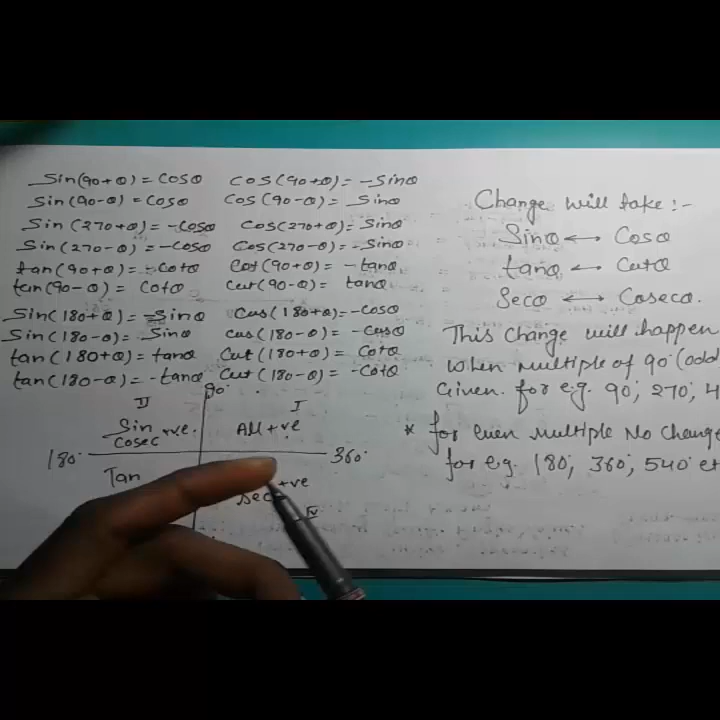 Sin(90+θ) = Cosθ
Sin(90-θ) = Cosθ
Sin(270+θ) = -Cosθ
Sin(270-θ) = -Cosθ
tan(90+θ) = -Cotθ
tan(90-θ) = Cotθ
Sin(180+θ) = -Sinθ
Sin(180-θ) = Sinθ
tan(180+θ) = tanθ
tan(180-θ) = -tanθ
Cos(90+θ) = -Sinθ
Cos(90-θ) = Sinθ
Cos(270+θ) = Sinθ
Cos(270-θ) = -Sinθ
Cot(90+θ) = -tanθ
Cot(90-θ) = tanθ
Cos(180+θ) = -Cosθ
Cos(180-θ) = -Cosθ
Cot(180+θ) = Cotθ
Cot(180-θ) = -Cotθ
90°
II
I
Sin +ve.
Cosec
All +ve
180°
360°
Tan
+ve
Sec
IV
Change will take :-
Sinθ ↔ Cosθ
tanθ ↔ Cotθ
Secθ ↔ Cosecθ.
This Change will happen
When multiple of 90° (odd)
Given. for e.g. 90°, 270°, 4
* for even multiple No Change
for e.g. 180°, 360°, 540° et